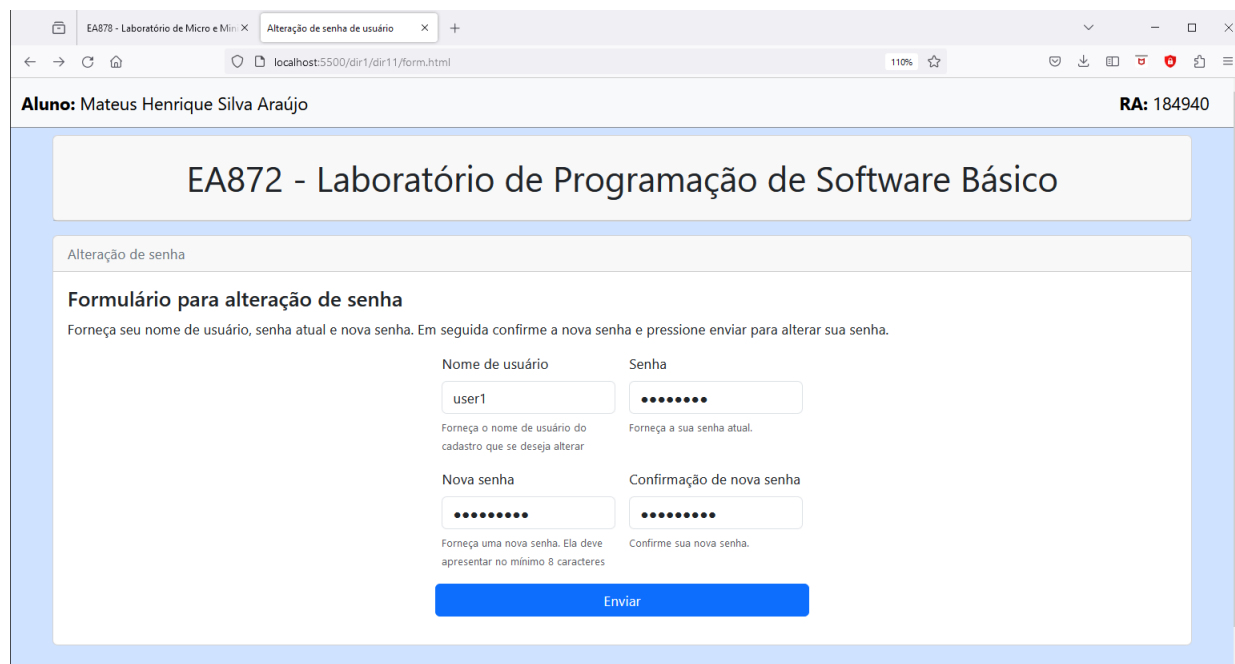 EA878 - Laboratório de Micro e Min
Alteração de senha de usuário
localhost:5500/dir1/dir11/form.html
110%
Aluno: Mateus Henrique Silva Araújo
RA: 184940
EA872 - Laboratório de Programação de Software Básico
Alteração de senha
Formulário para alteração de senha
Forneça seu nome de usuário, senha atual e nova senha. Em seguida confirme a nova senha e pressione enviar para alterar sua senha.
Nome de usuário
Senha
user1
●●●●●●●●
Forneça o nome de usuário do
cadastro que se deseja alterar
Forneça a sua senha atual.
Nova senha
Confirmação de nova senha
●●●●●●●●●
●●●●●●●●●
Forneça uma nova senha. Ela deve
apresentar no mínimo 8 caracteres
Confirme sua nova senha.
Enviar